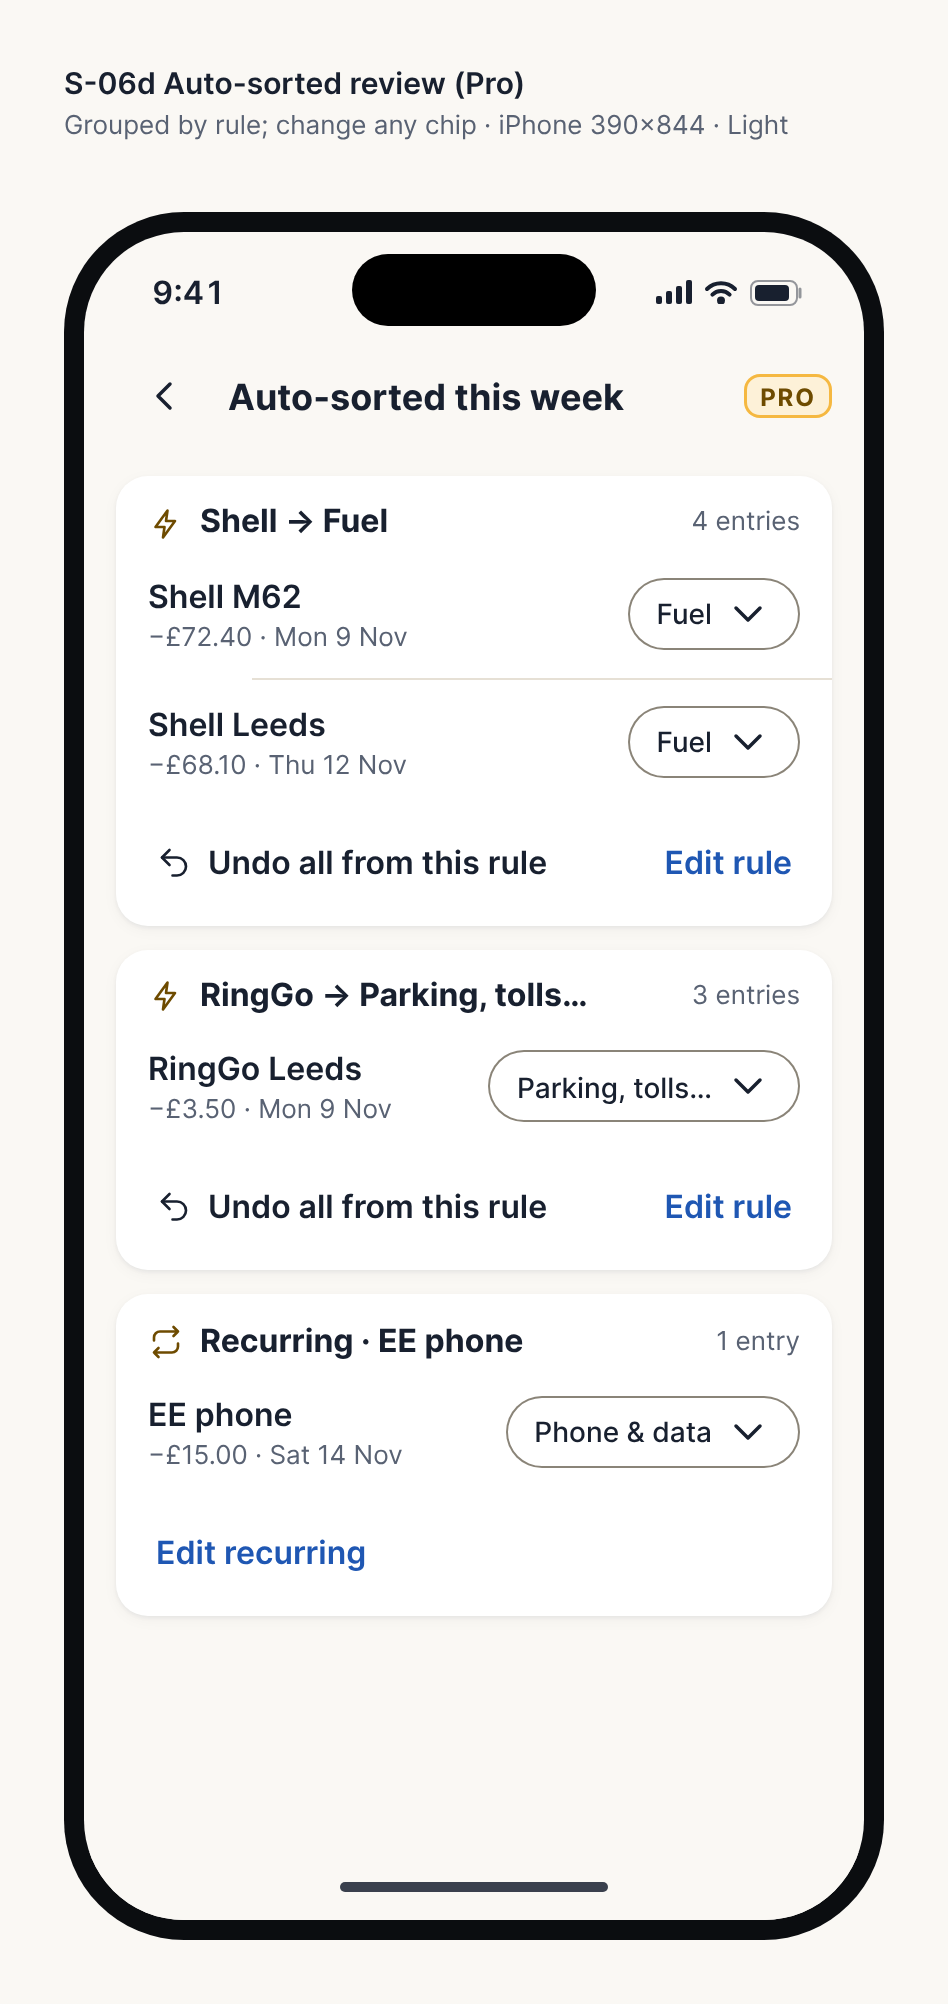 S-06d Auto-sorted review (Pro)
Grouped by rule; change any chip · iPhone 390×844 · Light
9:41
Auto-sorted this week
PRO
Shell → Fuel
4 entries
Shell M62
−£72.40 · Mon 9 Nov
Fuel
Shell Leeds
−£68.10 · Thu 12 Nov
Fuel
Undo all from this rule
Edit rule
RingGo → Parking, tolls…
3 entries
RingGo Leeds
−£3.50 · Mon 9 Nov
Parking, tolls…
Undo all from this rule
Edit rule
Recurring · EE phone
1 entry
EE phone
−£15.00 · Sat 14 Nov
Phone & data
Edit recurring